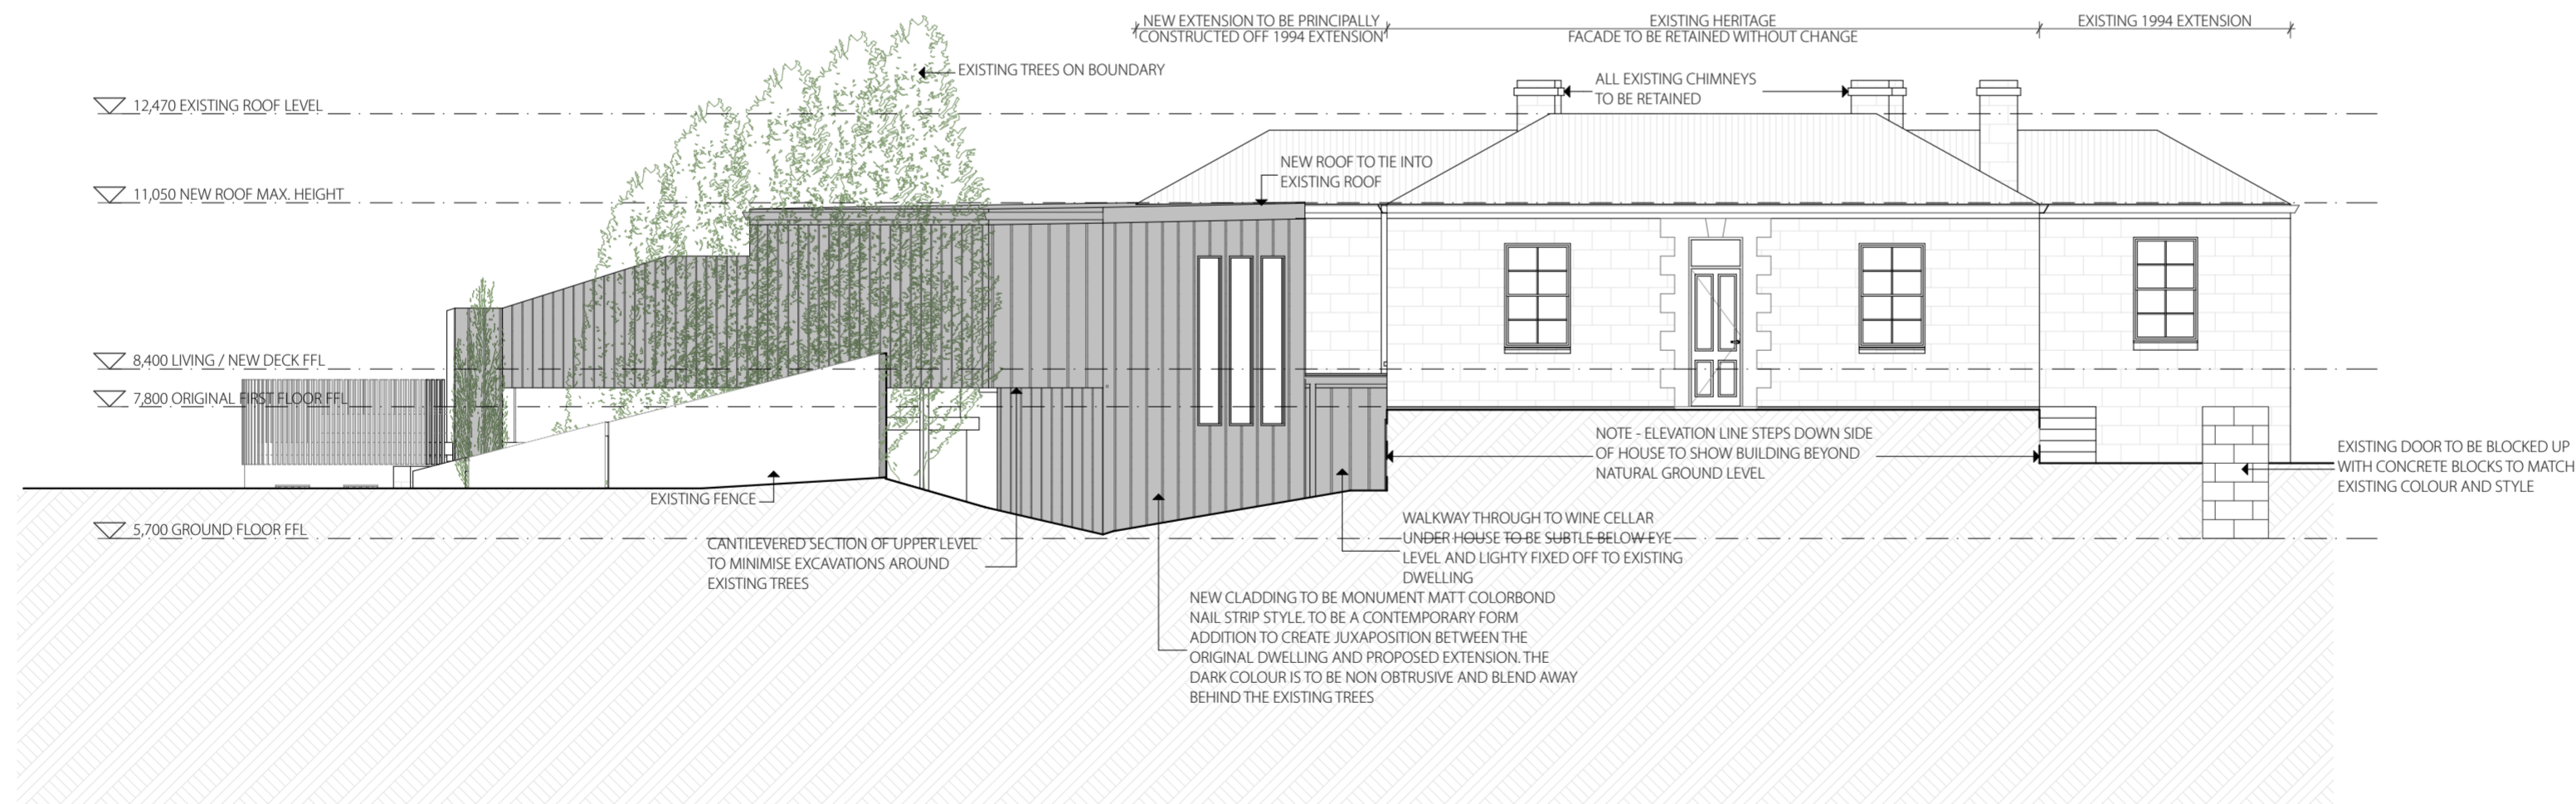 NEW EXTENSION TO BE PRINCIPALLY
CONSTRUCTED OFF 1994 EXTENSION
EXISTING HERITAGE
FACADE TO BE RETAINED WITHOUT CHANGE
EXISTING 1994 EXTENSION
EXISTING TREES ON BOUNDARY
ALL EXISTING CHIMNEYS
TO BE RETAINED
12,470 EXISTING ROOF LEVEL
NEW ROOF TO TIE INTO
EXISTING ROOF
11,050 NEW ROOF MAX. HEIGHT
8,400 LIVING / NEW DECK FFL
7,800 ORIGINAL FIRST FLOOR FFL
NOTE - ELEVATION LINE STEPS DOWN SIDE
OF HOUSE TO SHOW BUILDING BEYOND
NATURAL GROUND LEVEL
EXISTING DOOR TO BE BLOCKED UP
WITH CONCRETE BLOCKS TO MATCH
EXISTING COLOUR AND STYLE
EXISTING FENCE
5,700 GROUND FLOOR FFL
CANTILEVERED SECTION OF UPPER LEVEL
TO MINIMISE EXCAVATIONS AROUND
EXISTING TREES
WALKWAY THROUGH TO WINE CELLAR
UNDER HOUSE TO BE SUBTLE BELOW EYE
LEVEL AND LIGHTY FIXED OFF TO EXISTING
DWELLING
NEW CLADDING TO BE MONUMENT MATT COLORBOND
NAIL STRIP STYLE. TO BE A CONTEMPORARY FORM
ADDITION TO CREATE JUXAPOSITION BETWEEN THE
ORIGINAL DWELLING AND PROPOSED EXTENSION. THE
DARK COLOUR IS TO BE NON OBTRUSIVE AND BLEND AWAY
BEHIND THE EXISTING TREES